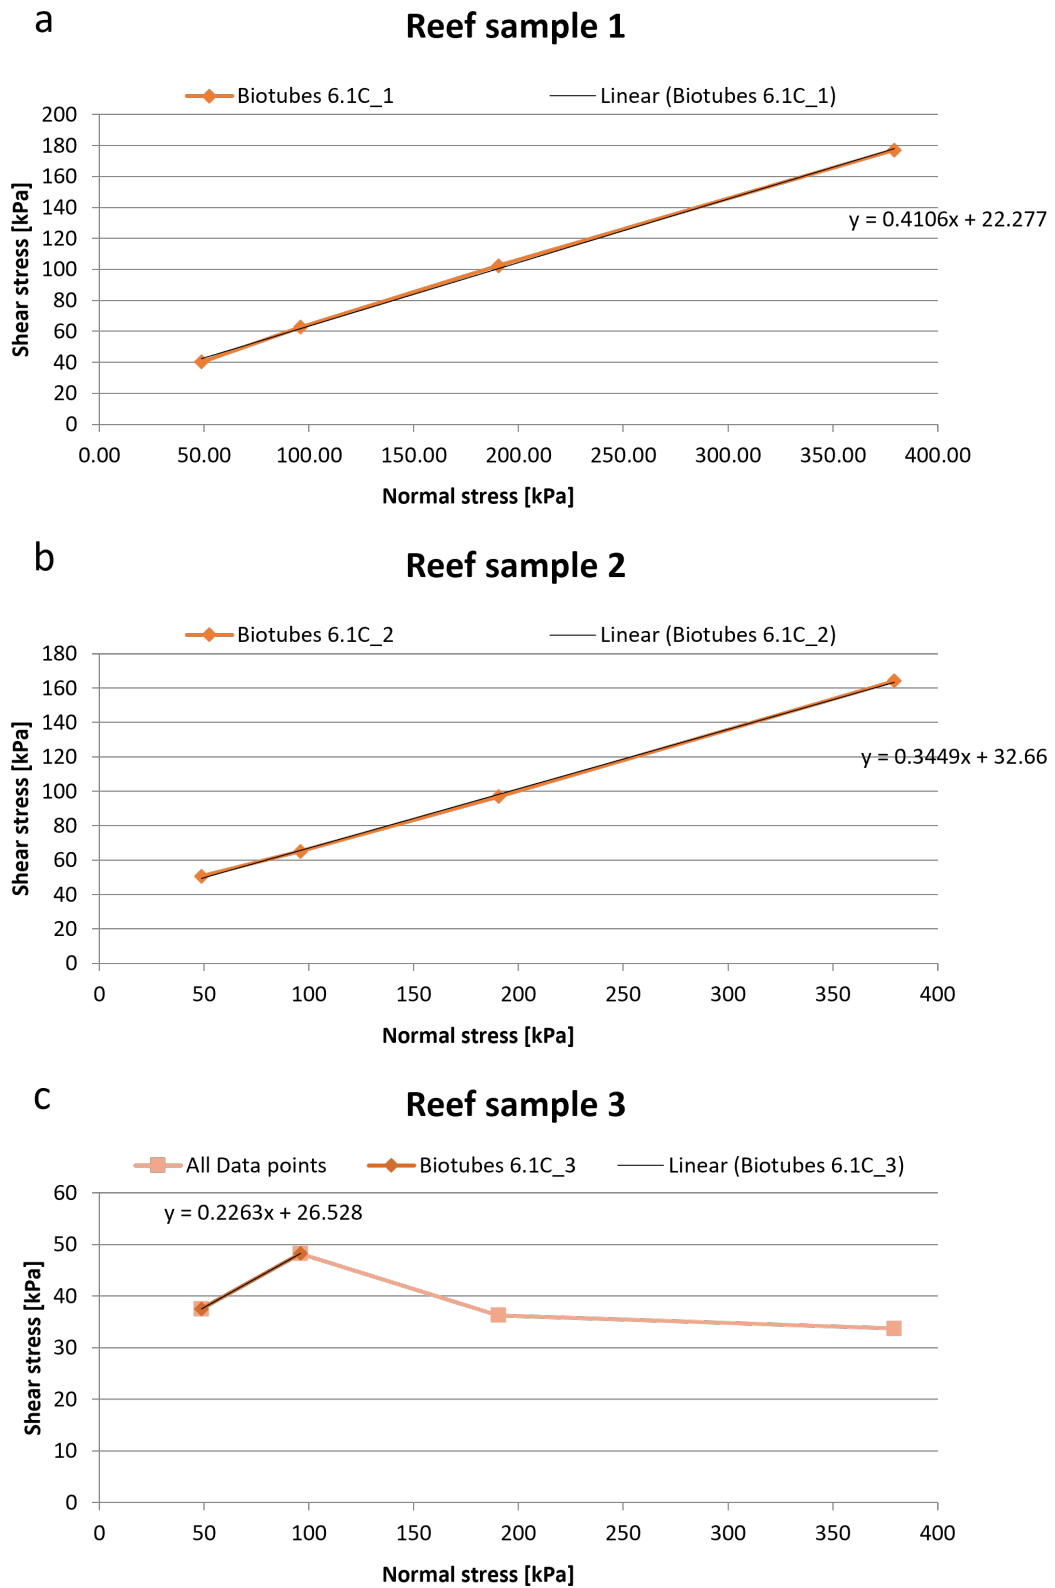 a
Reef sample 1
Biotubes 6.1C_1
Linear (Biotubes 6.1C_1)
200
180
160
140
120
100
80
60
40
20
0
Shear stress [kPa]
y = 0.4106x + 22.277
0.00 50.00 100.00 150.00 200.00 250.00 300.00 350.00 400.00
Normal stress [kPa]
b
Reef sample 2
Biotubes 6.1C_2
Linear (Biotubes 6.1C_2)
180
160
140
120
100
80
60
40
20
0
Shear stress [kPa]
y = 0.3449x + 32.66
0 50 100 150 200 250 300 350 400
Normal stress [kPa]
c
Reef sample 3
All Data points
Biotubes 6.1C_3
Linear (Biotubes 6.1C_3)
60
50
40
30
20
10
0
Shear stress [kPa]
y = 0.2263x + 26.528
0 50 100 150 200 250 300 350 400
Normal stress [kPa]